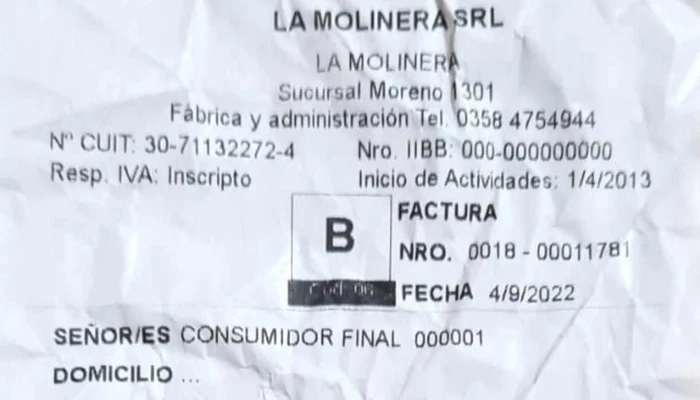 LA MOLINERA SRL
LA MOLINERA
Sucursal Moreno 1301
Fábrica y administración Tel. 0358 4754944
Nº CUIT: 30-71132272-4 Nro. IIBB: 000-000000000
Resp. IVA: Inscripto Inicio de Actividades: 1/4/2013
B FACTURA
NRO. 0018 - 00011781
Cod. 06 FECHA 4/9/2022
SEÑOR/ES CONSUMIDOR FINAL 000001
DOMICILIO ...